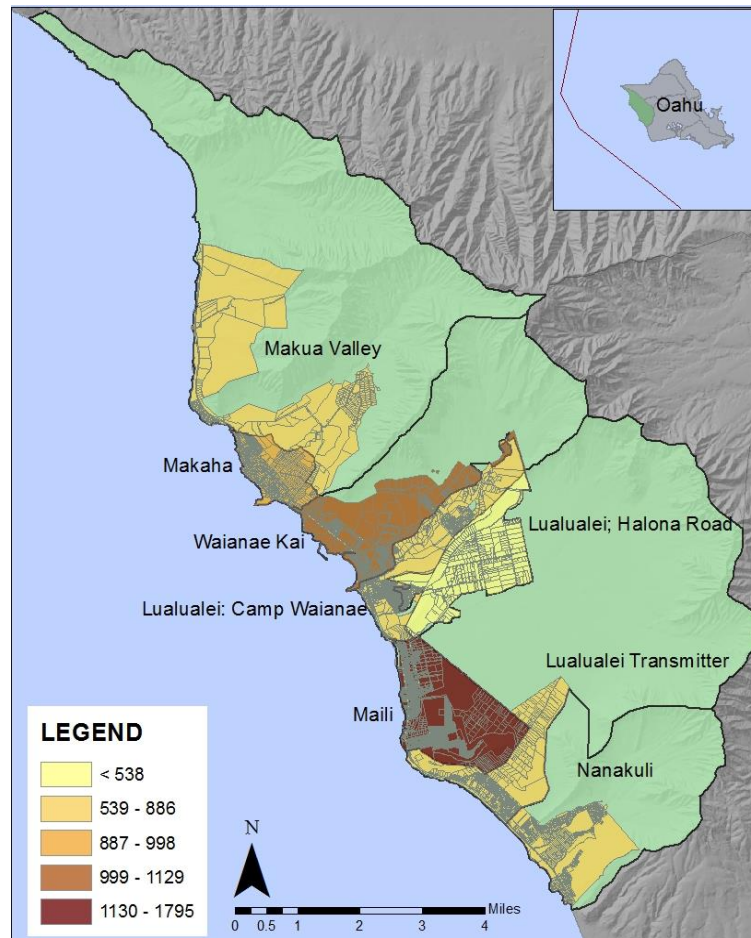 Oahu
Makua Valley
Makaha
Waianae Kai
Lualualei; Halona Road
Lualualei: Camp Waianae
Lualualei Transmitter
Maili
Nanakuli
LEGEND
< 538
539 - 886
887 - 998
999 - 1129
1130 - 1795
N
Miles
0 0.5 1 2 3 4